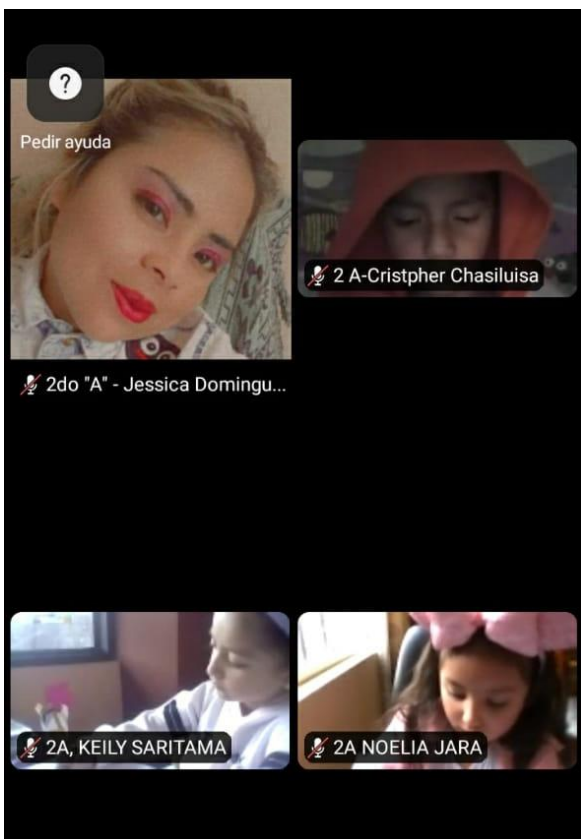 Pedir ayuda
2 A-Cristpher Chasiluisa
2do "A" - Jessica Domingu...
2A, KEILY SARITAMA
2A NOELIA JARA